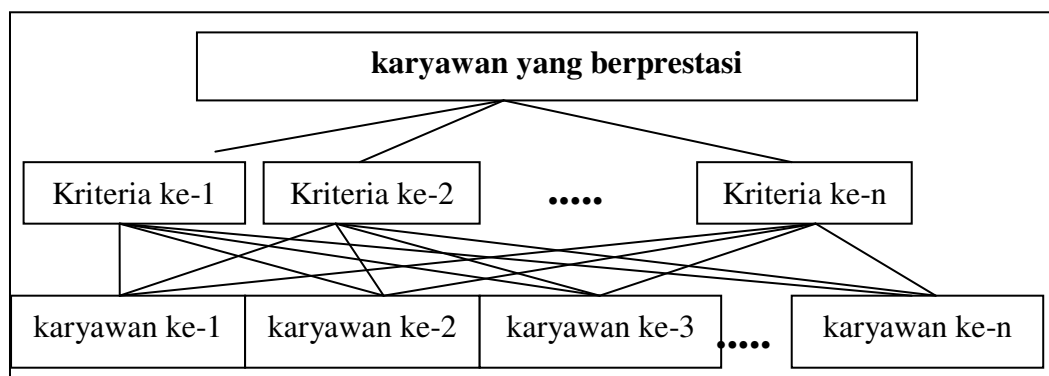 karyawan yang berprestasi
Kriteria ke-1 Kriteria ke-2 ..... Kriteria ke-n
karyawan ke-1 karyawan ke-2 karyawan ke-3 ..... karyawan ke-n